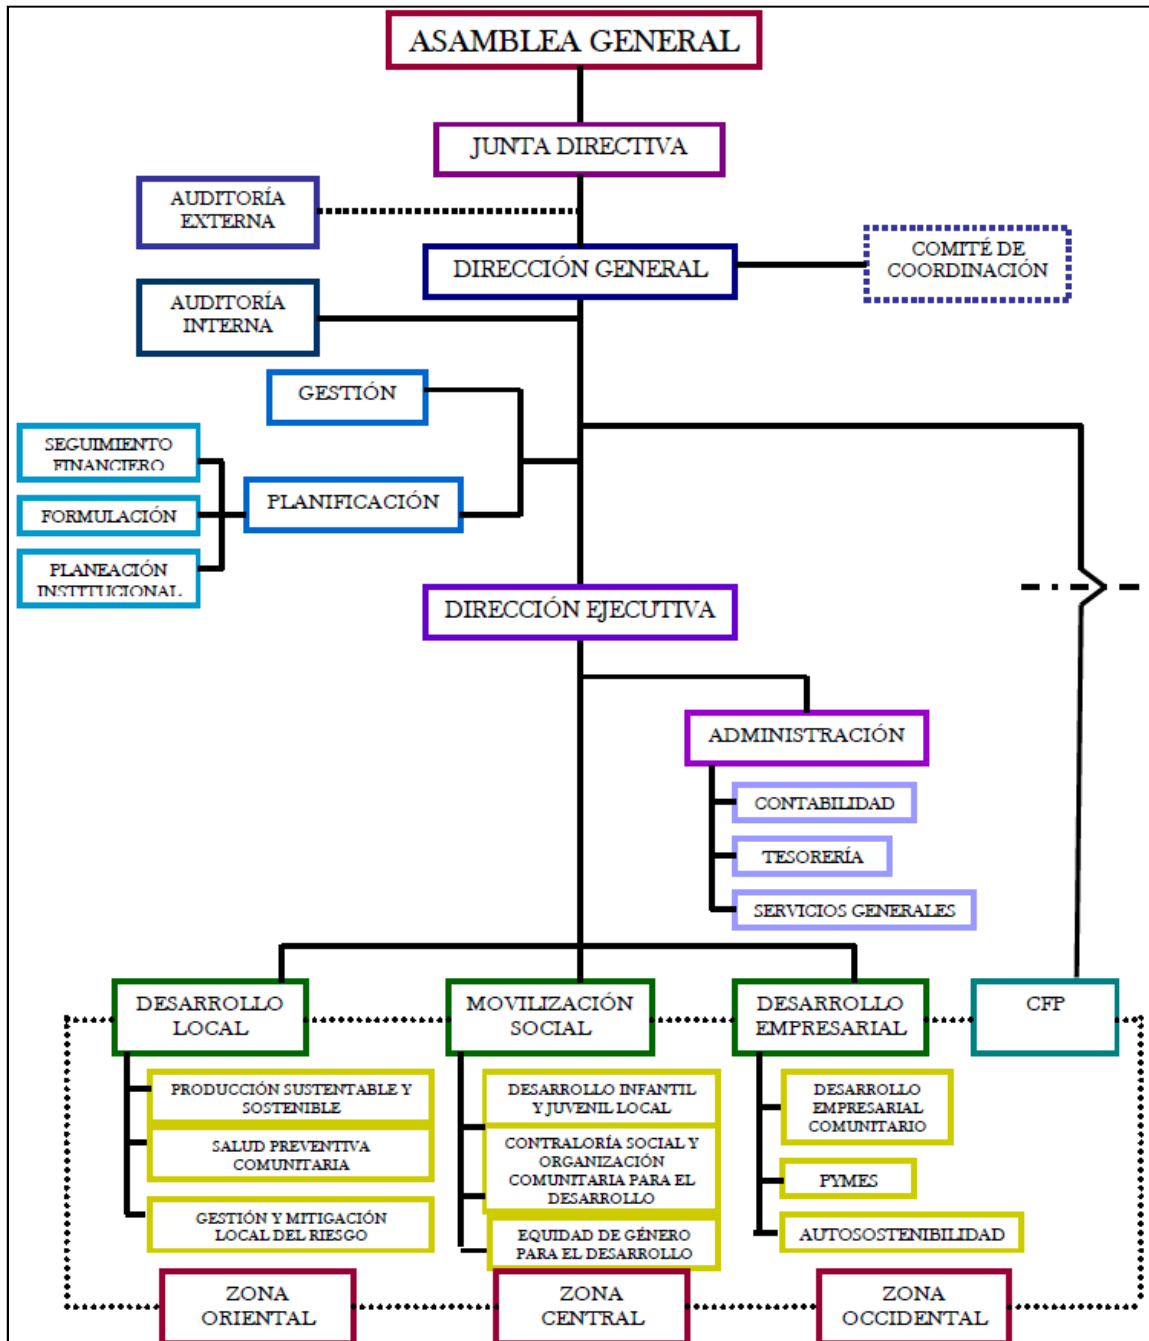 ASAMBLEA GENERAL
JUNTA DIRECTIVA
AUDITORÍA
EXTERNA
DIRECCIÓN GENERAL
COMITÉ DE
COORDINACIÓN
AUDITORÍA
INTERNA
GESTIÓN
SEGUIMIENTO
FINANCIERO
PLANIFICACIÓN
FORMULACIÓN
PLANEACIÓN
INSTITUCIONAL
DIRECCIÓN EJECUTIVA
ADMINISTRACIÓN
CONTABILIDAD
TESORERÍA
SERVICIOS GENERALES
DESARROLLO
LOCAL
MOVILIZACIÓN
SOCIAL
DESARROLLO
EMPRESARIAL
CFP
PRODUCCIÓN SUSTENTABLE Y
SOSTENIBLE
SALUD PREVENTIVA
COMUNITARIA
GESTIÓN Y MITIGACIÓN
LOCAL DEL RIESGO
DESARROLLO INFANTIL
Y JUVENIL LOCAL
CONTRALORÍA SOCIAL Y
ORGANIZACIÓN
COMUNITARIA PARA EL
DESARROLLO
EQUIDAD DE GÉNERO
PARA EL DESARROLLO
DESARROLLO
EMPRESARIAL
COMUNITARIO
PYMES
AUTOSOSTENIBILIDAD
ZONA
ORIENTAL
ZONA
CENTRAL
ZONA
OCCIDENTAL